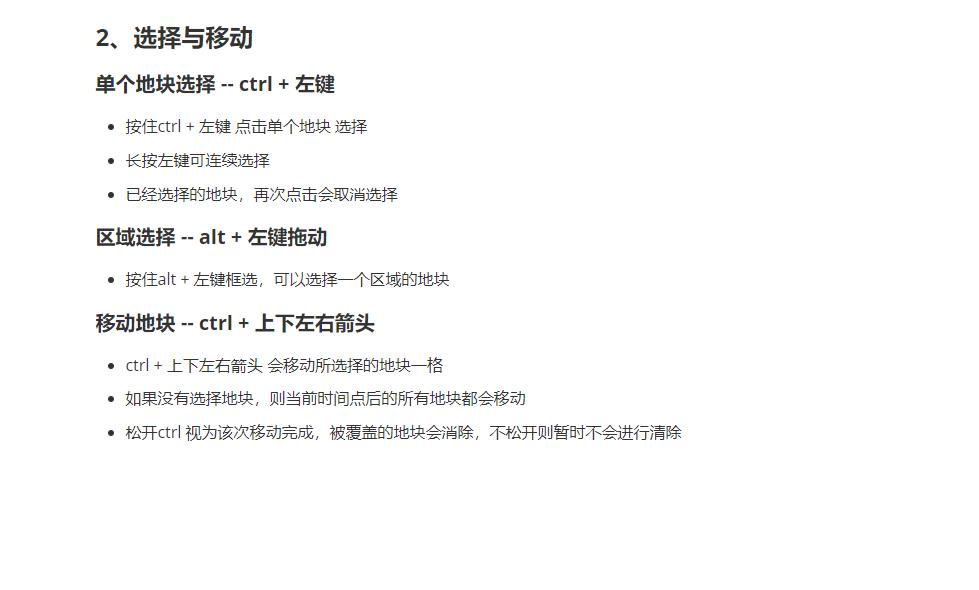 2、选择与移动
单个地块选择 -- ctrl + 左键
按住ctrl + 左键 点击单个地块 选择
长按左键可连续选择
已经选择的地块，再次点击会取消选择
区域选择 -- alt + 左键拖动
按住alt + 左键框选，可以选择一个区域的地块
移动地块 -- ctrl + 上下左右箭头
ctrl + 上下左右箭头 会移动所选择的地块一格
如果没有选择地块，则当前时间点后的所有地块都会移动
松开ctrl 视为该次移动完成，被覆盖的地块会消除，不松开则暂时不会进行清除